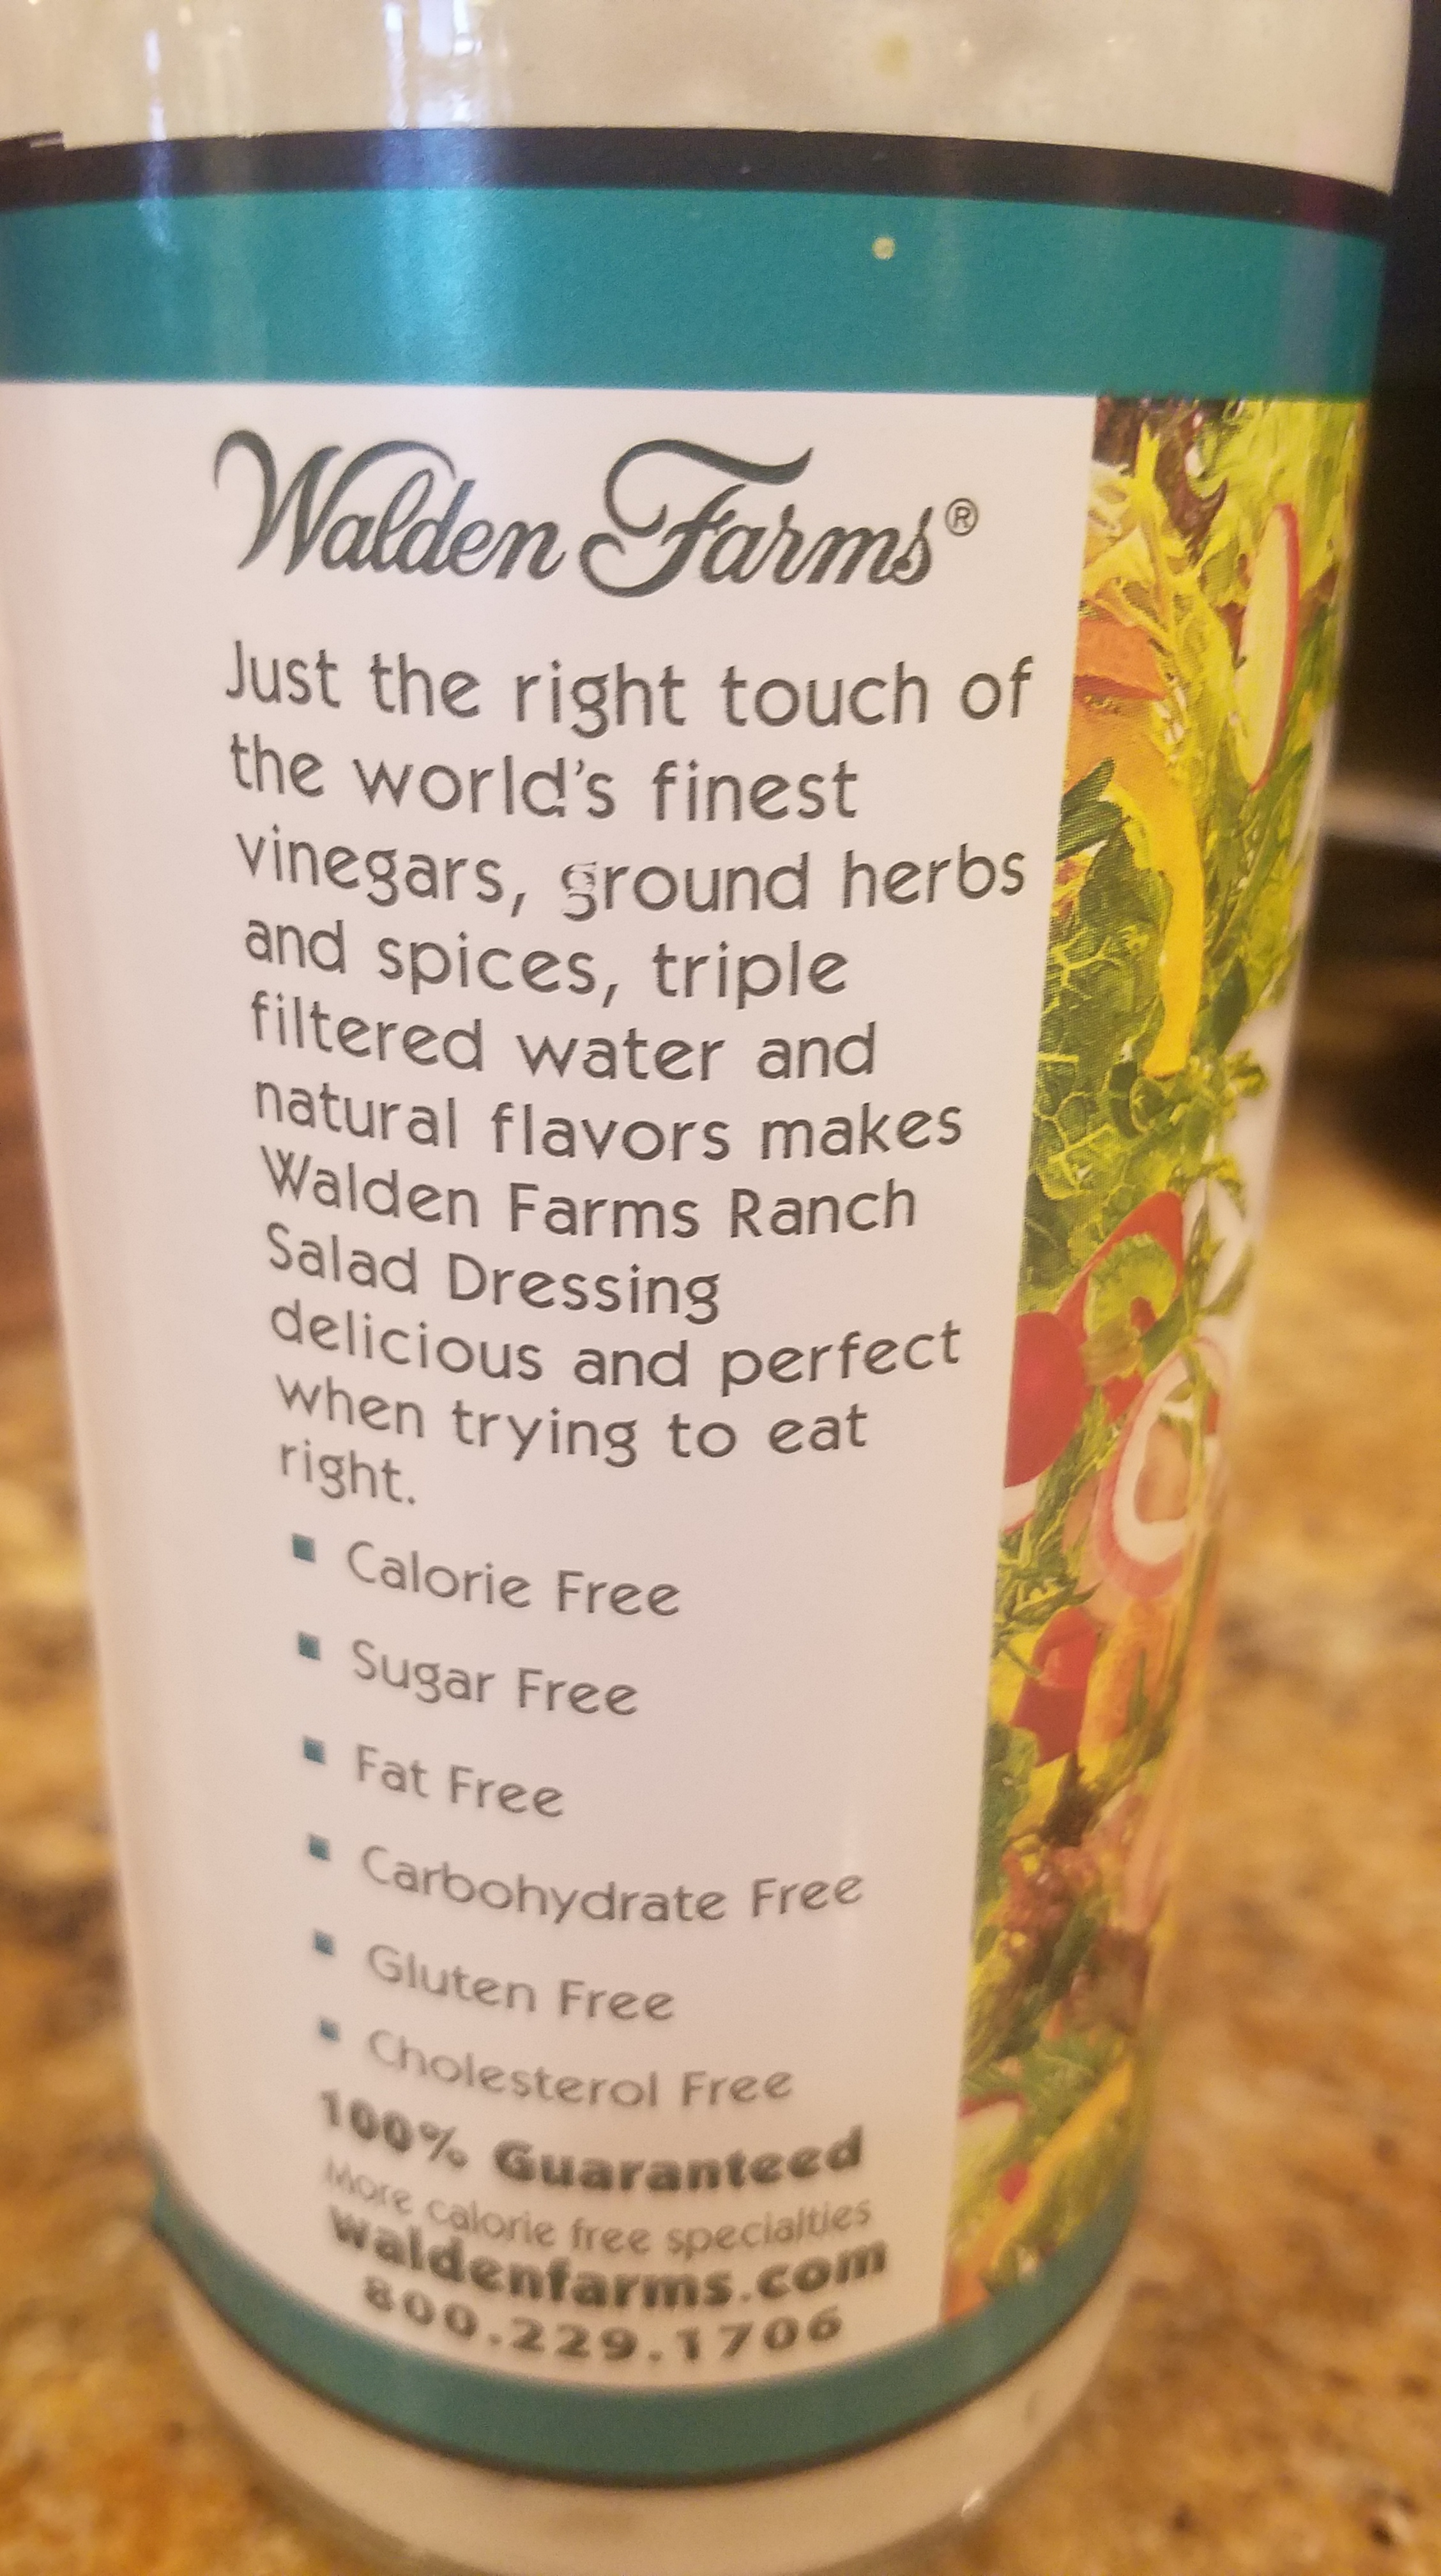 Walden Farms®
Just the right touch of
the world's finest
vinegars, ground herbs
and spices, triple
filtered water and
natural flavors makes
Walden Farms Ranch
Salad Dressing
delicious and perfect
when trying to eat
right.
▪ Calorie Free
▪ Sugar Free
▪ Fat Free
▪ Carbohydrate Free
▪ Gluten Free
▪ Cholesterol Free
100% Guaranteed
More calorie free specialties
waldenfarms.com
800.229.1706